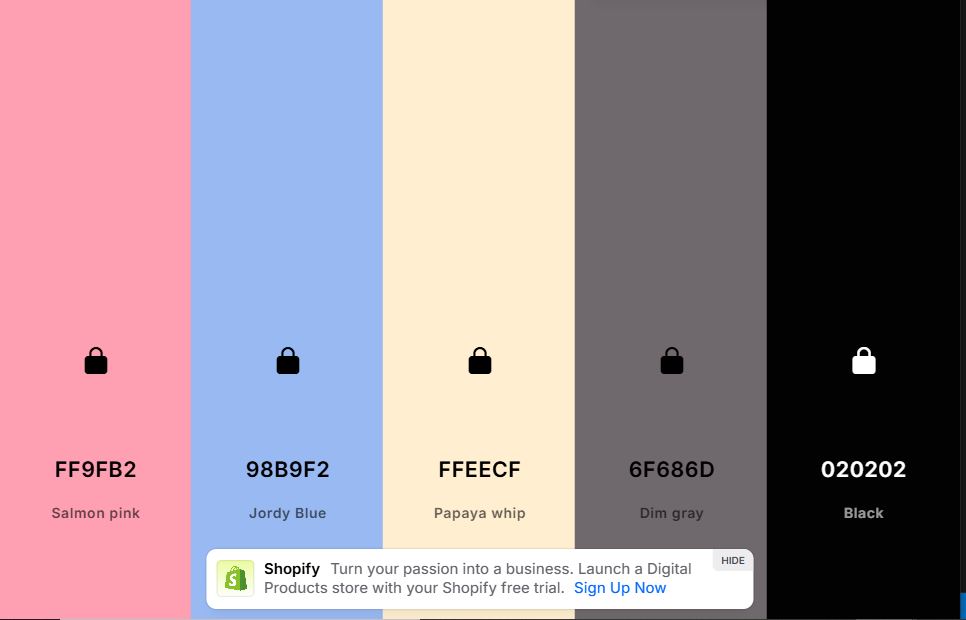 FF9FB2
Salmon pink
98B9F2
Jordy Blue
FFEECF
Papaya whip
6F686D
Dim gray
020202
Black
HIDE
Shopify Turn your passion into a business. Launch a Digital
Products store with your Shopify free trial. Sign Up Now